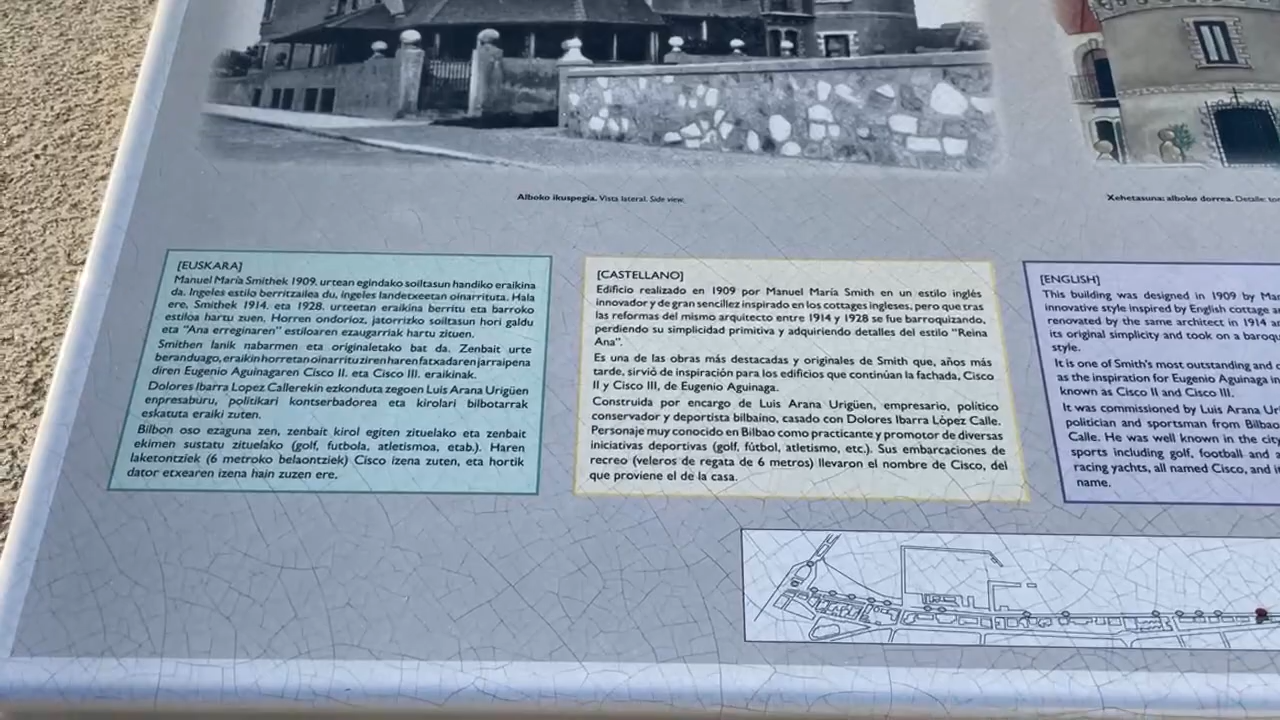 Alboko ikuspegia. Vista lateral. Side view.
Xehetasuna: alboko dorrea. Detalle:
[EUSKARA]
Manuel María Smithek 1909. urtean egindako soiltasun handiko eraikina
da. Ingeles estilo berritzailea du, ingeles landetxeetan oinarrituta. Hala
ere, Smithek 1914. eta 1928. urteetan eraikina berritu eta barroko
estiloa hartu zuen. Horren ondorioz, jatorrizko soiltasun hori galdu
eta "Ana erreginaren" estiloaren ezaugarriak hartu zituen.
Smithen lanik nabarmen eta originaletako bat da. Zenbait urte
beranduago, eraikin horretan oinarritu ziren haren fatxadaren jarraipena
diren Eugenio Aguinagaren Cisco II. eta Cisco III. eraikinak.
Dolores Ibarra Lopez Callerekin ezkonduta zegoen Luis Arana Urigüen
enpresaburu, politikari kontserbadorea eta kirolari bilbotarrak
eskatuta eraiki zuten.
Bilbon oso ezaguna zen, zenbait kirol egiten zituelako eta zenbait
ekimen sustatu zituelako (golf, futbola, atletismoa, etab.). Haren
laketontziek (6 metroko belaontziek) Cisco izena zuten, eta hortik
dator etxearen izena hain zuzen ere.
[CASTELLANO]
Edificio realizado en 1909 por Manuel María Smith en un estilo inglés
innovador y de gran sencillez inspirado en los cottages ingleses, pero que tras
las reformas del mismo arquitecto entre 1914 y 1928 se fue barroquizando,
perdiendo su simplicidad primitiva y adquiriendo detalles del estilo "Reina
Ana".
Es una de las obras más destacadas y originales de Smith que, años más
tarde, sirvió de inspiración para los edificios que continúan la fachada, Cisco
II y Cisco III, de Eugenio Aguinaga.
Construida por encargo de Luis Arana Urigüen, empresario, político
conservador y deportista bilbaino, casado con Dolores Ibarra López Calle.
Personaje muy conocido en Bilbao como practicante y promotor de diversas
iniciativas deportivas (golf, fútbol, atletismo, etc.). Sus embarcaciones de
recreo (veleros de regata de 6 metros) llevaron el nombre de Cisco, del
que proviene el de la casa.
[ENGLISH]
This building was designed in 1909 by
innovative style inspired by English cottage
renovated by the same architect in 1914
its original simplicity and took on a
style.
It is one of Smith's most outstanding and
as the inspiration for Eugenio Aguinaga
known as Cisco II and Cisco III.
It was commissioned by Luis Arana
politician and sportsman from Bilbao
Calle. He was well known in the city
sports including golf, football and
racing yachts, all named Cisco, and
name.